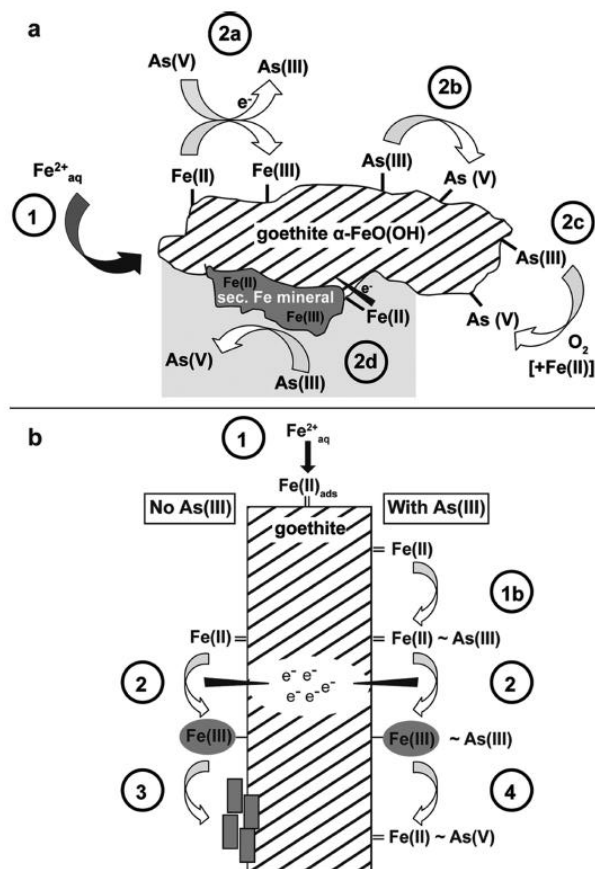 a
2a
As(V)
As(III)
e-
2b
Fe2+aq
Fe(II)
Fe(III)
As(III)
As (V)
1
goethite α-FeO(OH)
2c
As(III)
Fe(II)
sec. Fe mineral
Fe(III)
e-
Fe(II)
As (V)
O2
[+Fe(II)]
As(V)
As(III)
2d
b
1
Fe2+aq
Fe(II)ads
No As(III)
goethite
With As(III)
Fe(II)
1b
Fe(II)
Fe(II) ~ As(III)
2
e- e-
e- e- e-
2
Fe(III)
Fe(III) ~ As(III)
3
4
Fe(II) ~ As(V)